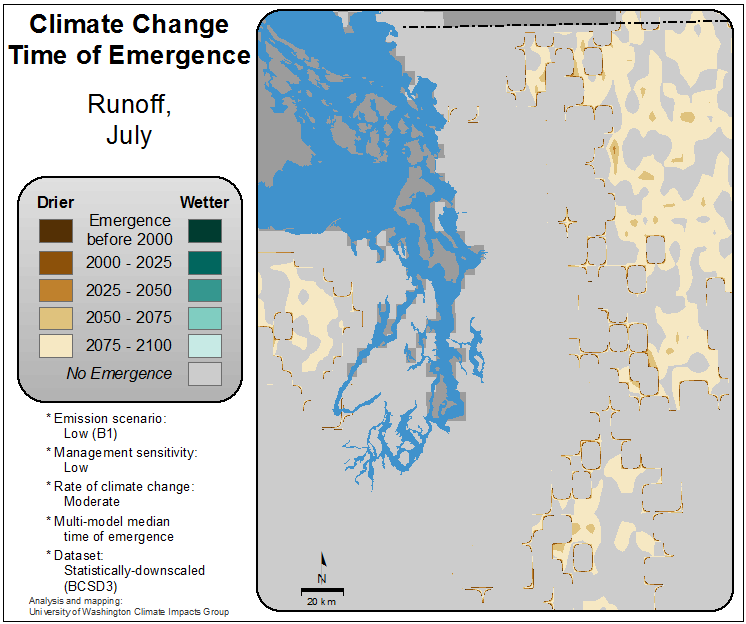 Climate Change
Time of Emergence
Runoff,
July
Drier Wetter
Emergence
before 2000
2000 - 2025
2025 - 2050
2050 - 2075
2075 - 2100
No Emergence
* Emission scenario:
Low (B1)
* Management sensitivity:
Low
* Rate of climate change:
Moderate
* Multi-model median
time of emergence
* Dataset:
Statistically-downscaled
(BCSD3)
Analysis and mapping:
University of Washington Climate Impacts Group
N
20 km